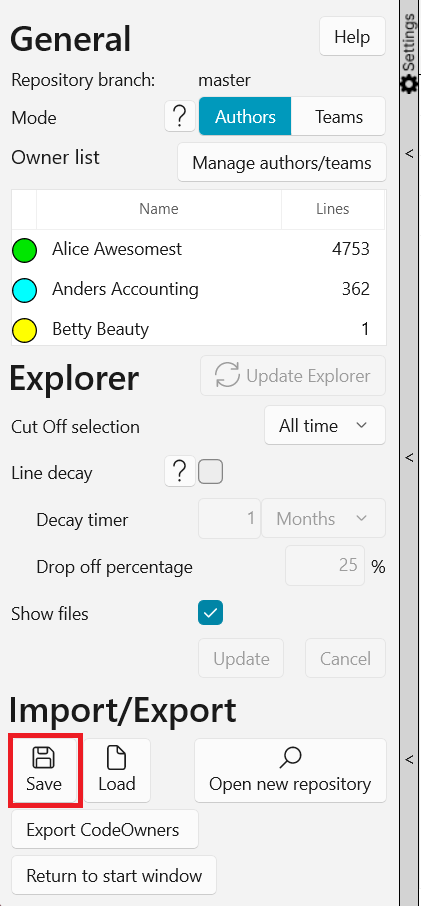 General
Help
Settings
Repository branch: master
Mode ? Authors Teams
<
Owner list Manage authors/teams
Name Lines
Alice Awesomest 4753
Anders Accounting 362
Betty Beauty 1
Explorer Update Explorer
Cut Off selection All time
<
Line decay ?
Decay timer 1 Months
Drop off percentage 25 %
Show files
Update Cancel
Import/Export
<
Save Load Open new repository
Export CodeOwners
Return to start window